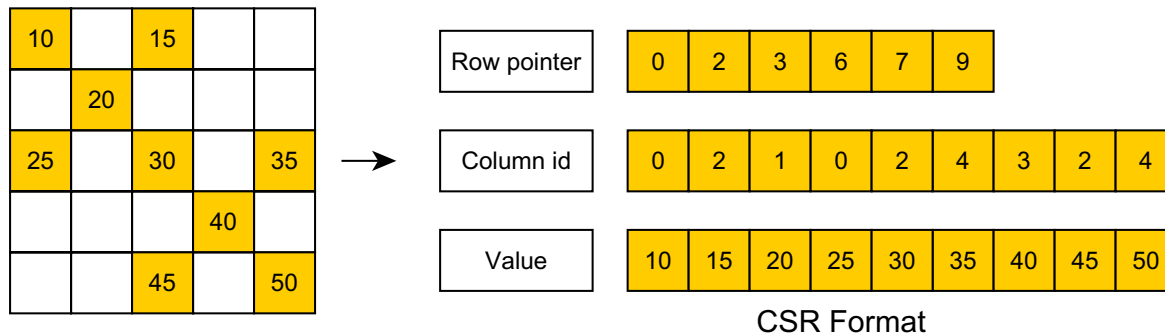 10 15
20
25 30 35
40
45 50
Row pointer 0 2 3 6 7 9
Column id 0 2 1 0 2 4 3 2 4
Value 10 15 20 25 30 35 40 45 50
CSR Format